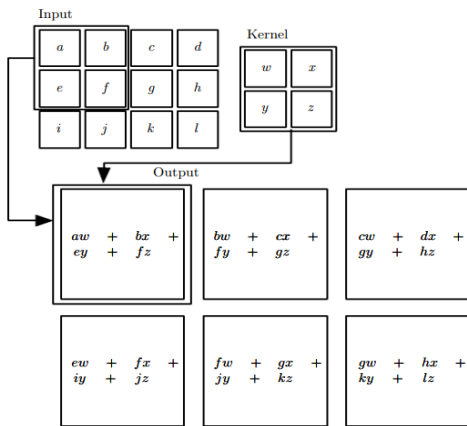 Input
Kernel
a b c d
w x
e f g h
y z
i j k l
Output
aw + bx +
ey + fz
bw + cx +
fy + gz
cw + dx +
gy + hz
ew + fx +
iy + jz
fw + gx +
jy + kz
gw + hx +
ky + lz